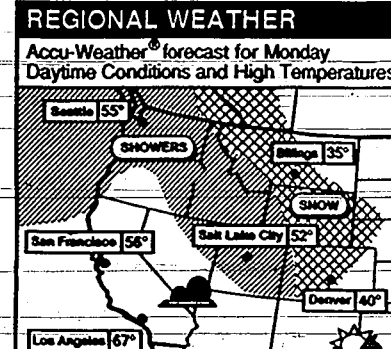 REGIONAL WEATHER
Accu-Weather® forecast for Monday
Daytime Conditions and High Temperatures
Seattle 55°
SHOWERS
Billings 35°
SNOW
San Francisco 56°
Salt Lake City 52°
Denver 40°
Los Angeles 67°